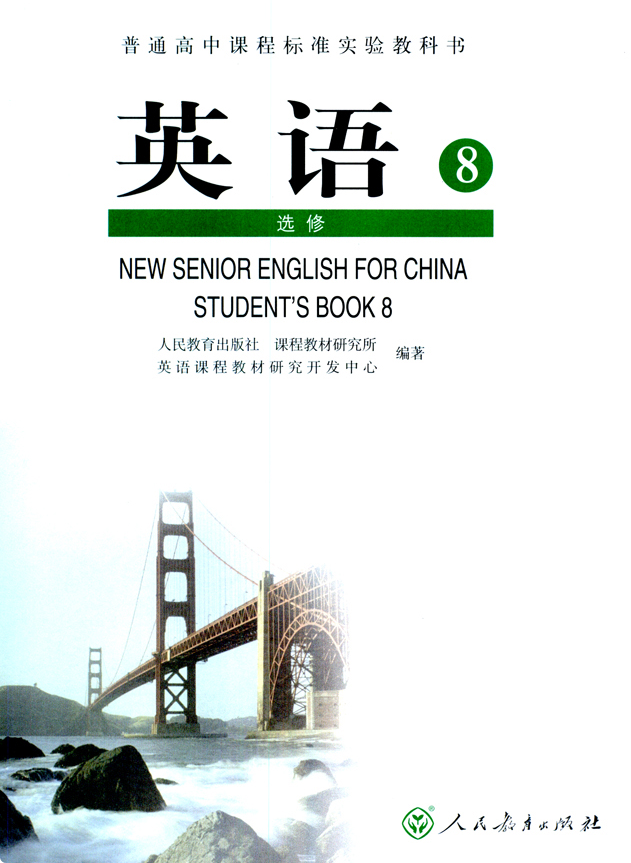 普通高中课程标准实验教科书
英语 8
选修
NEW SENIOR ENGLISH FOR CHINA
STUDENT'S BOOK 8
人民教育出版社 课程教材研究所
英语课程教材研究开发中心
编著
人民教育出版社